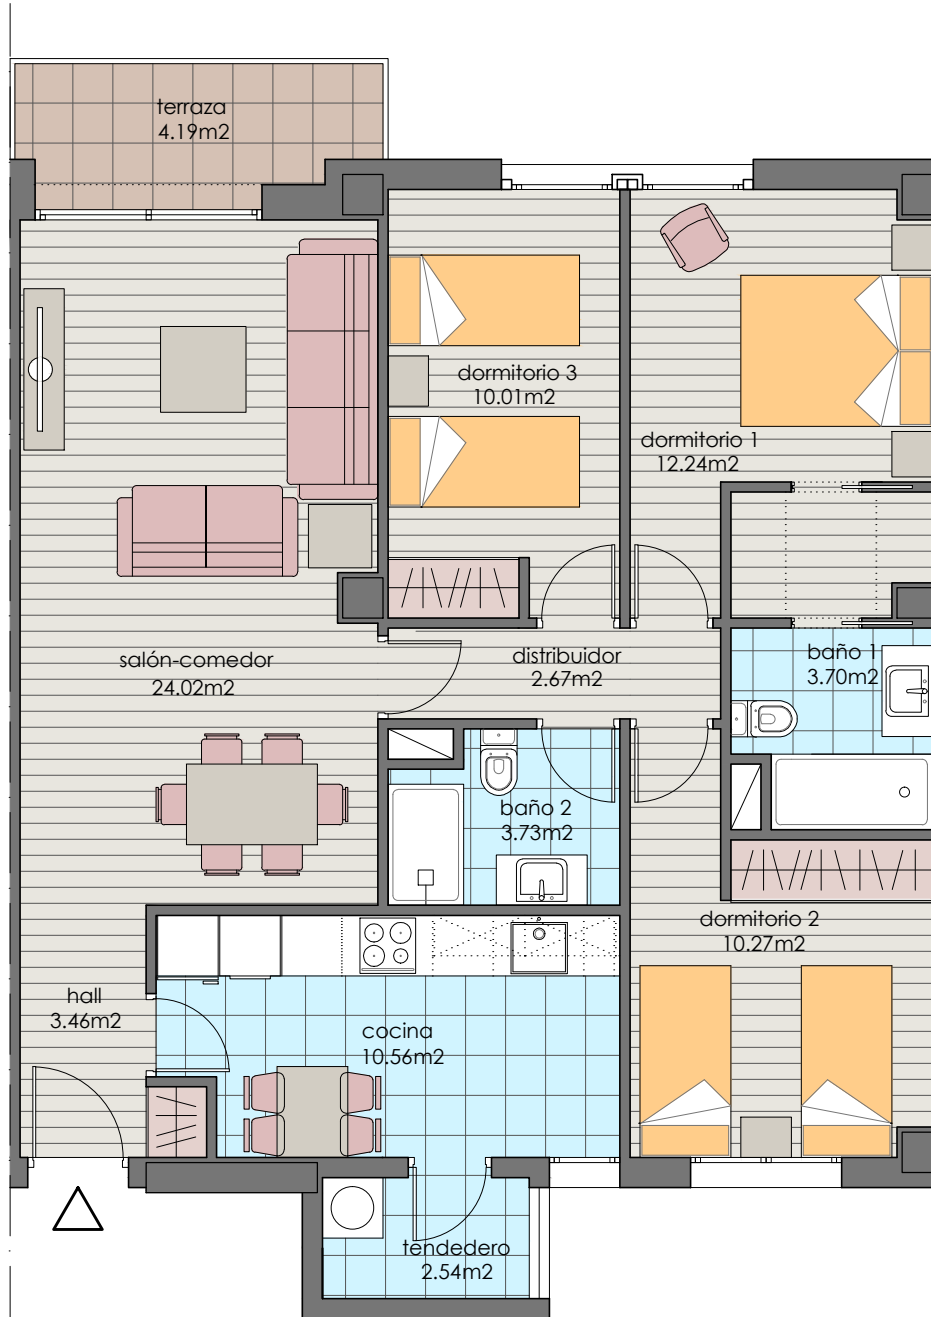 terraza
4.19m2
dormitorio 3
10.01m2
dormitorio 1
12.24m2
salón-comedor
24.02m2
distribuidor
2.67m2
baño 1
3.70m2
baño 2
3.73m2
dormitorio 2
10.27m2
hall
3.46m2
cocina
10.56m2
tendedero
2.54m2